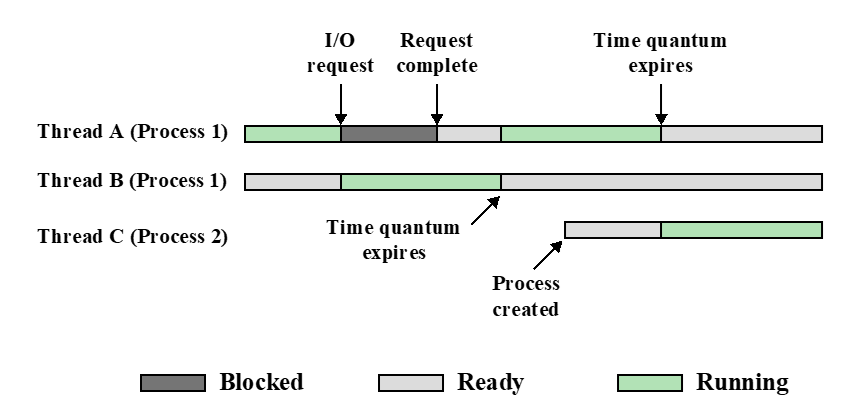 I/O
request
Request
complete
Time quantum
expires
Thread A (Process 1)
Thread B (Process 1)
Time quantum
expires
Thread C (Process 2)
Process
created
Blocked
Ready
Running